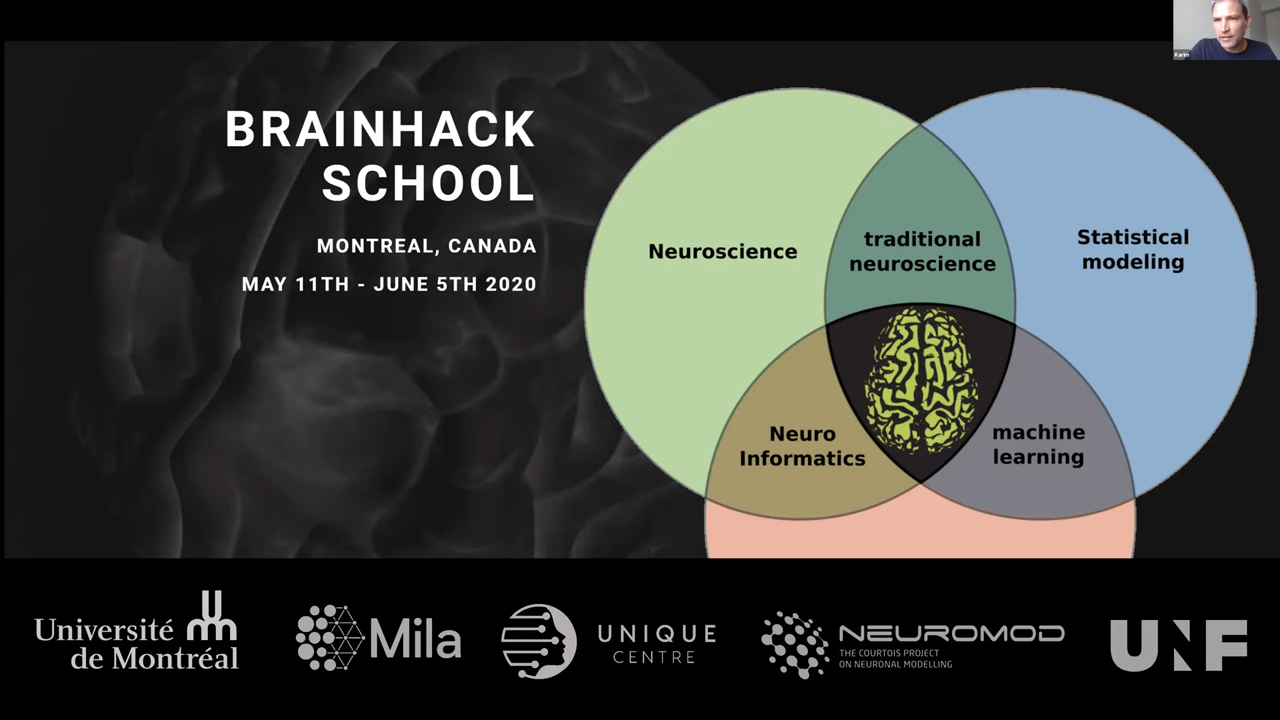 Karim
BRAINHACK
SCHOOL
MONTREAL, CANADA
MAY 11TH - JUNE 5TH 2020
Neuroscience
traditional
neuroscience
Statistical
modeling
Neuro
Informatics
machine
learning
Université
de Montréal
Mila
UNIQUE
CENTRE
NEUROMOD
THE COURTOIS PROJECT
ON NEURONAL MODELLING
UNF